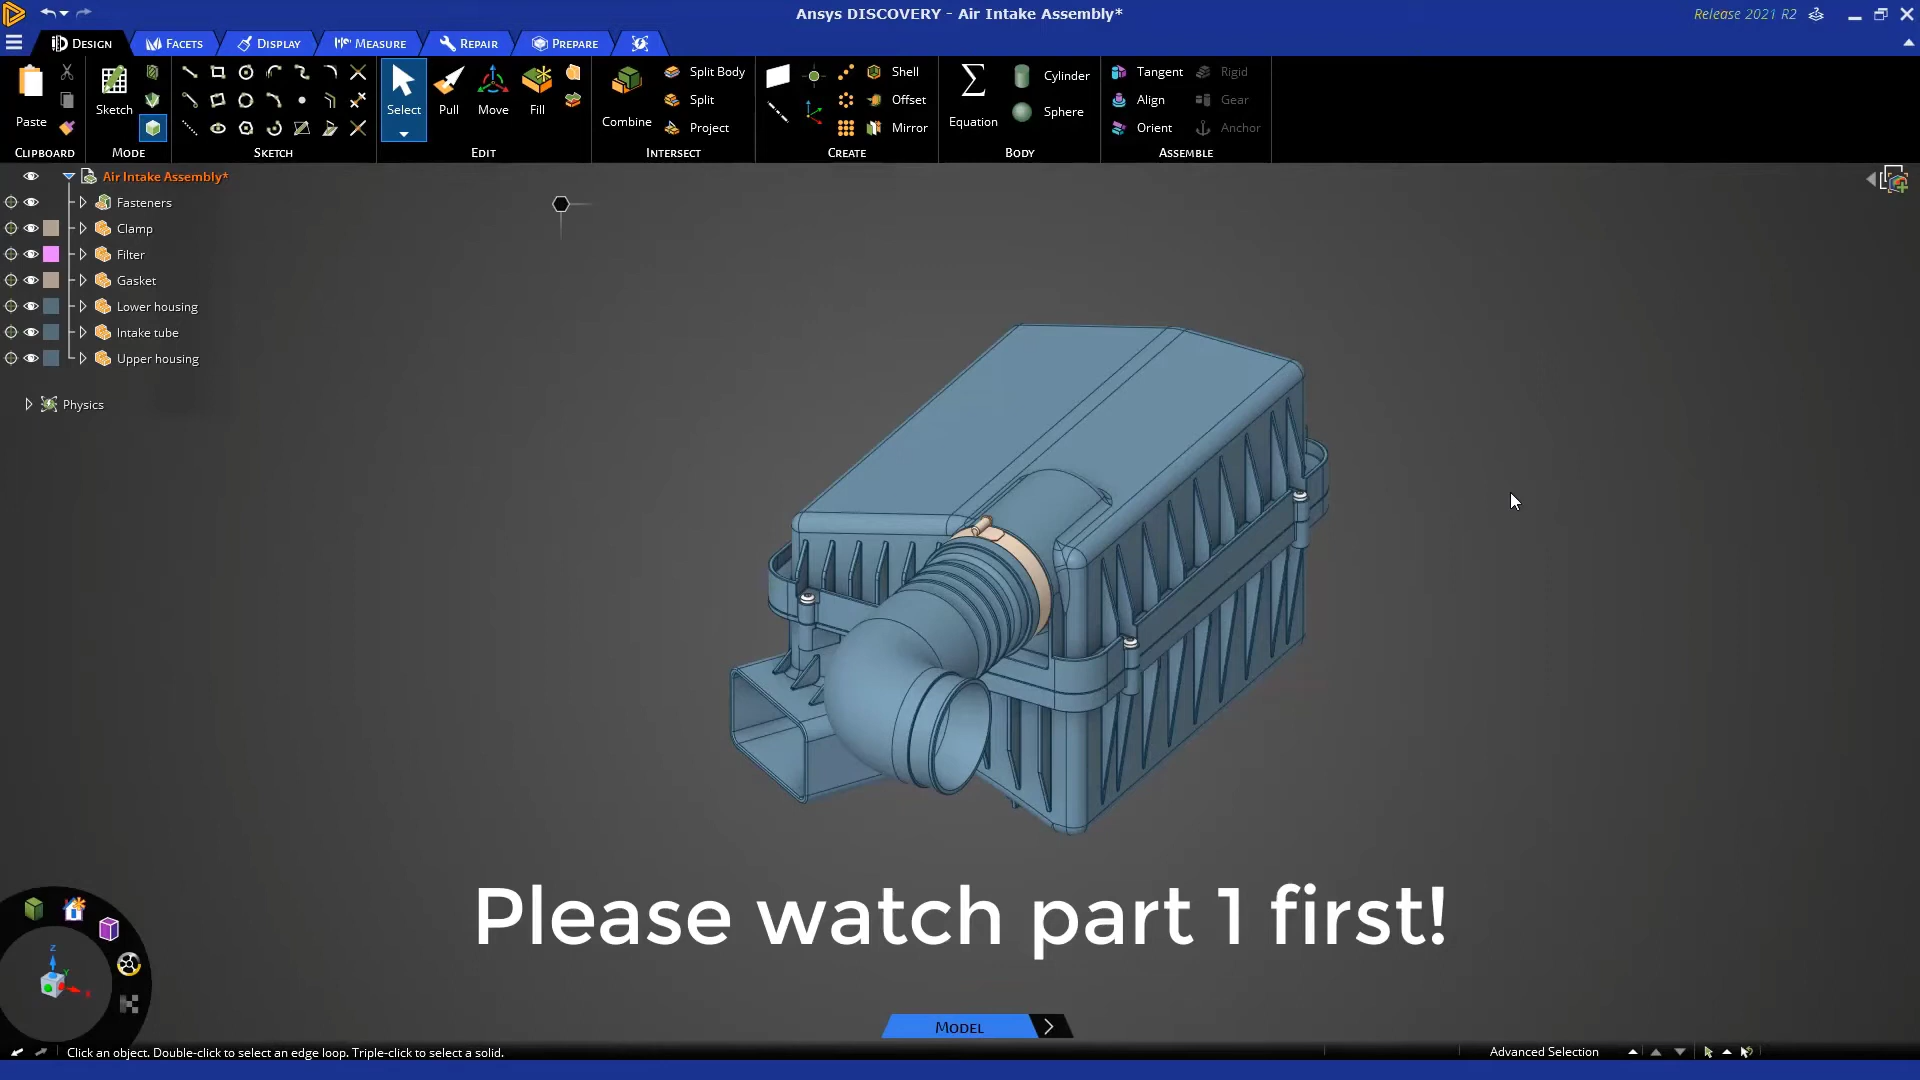 Ansys DISCOVERY - Air Intake Assembly*
Release 2021 R2
DESIGN FACETS DISPLAY MEASURE REPAIR PREPARE
Paste
CLIPBOARD
Sketch
MODE
SKETCH
Select Pull Move Fill
EDIT
Combine
Split Body
Split
Project
INTERSECT
Shell
Offset
Mirror
CREATE
Equation
Cylinder
Sphere
BODY
Tangent Rigid
Align Gear
Orient Anchor
ASSEMBLE
Air Intake Assembly*
Fasteners
Clamp
Filter
Gasket
Lower housing
Intake tube
Upper housing
Physics
Please watch part 1 first!
Z
Y
X
MODEL
Click an object. Double-click to select an edge loop. Triple-click to select a solid.
Advanced Selection